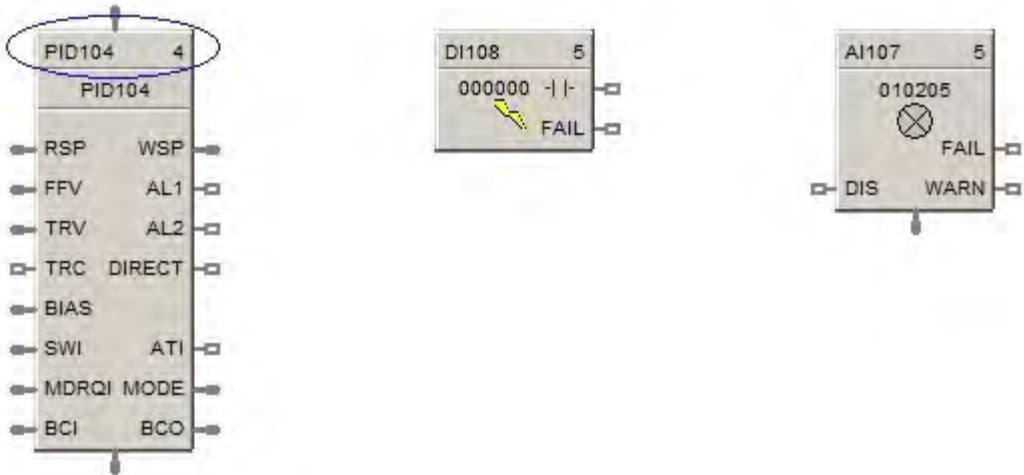 PID104 4
PID104
RSP WSP
FFV AL1
TRV AL2
TRC DIRECT
BIAS
SWI ATI
MDRQI MODE
BCI BCO
DI108 5
000000 -| |-
FAIL
AI107 5
010205
FAIL
DIS WARN